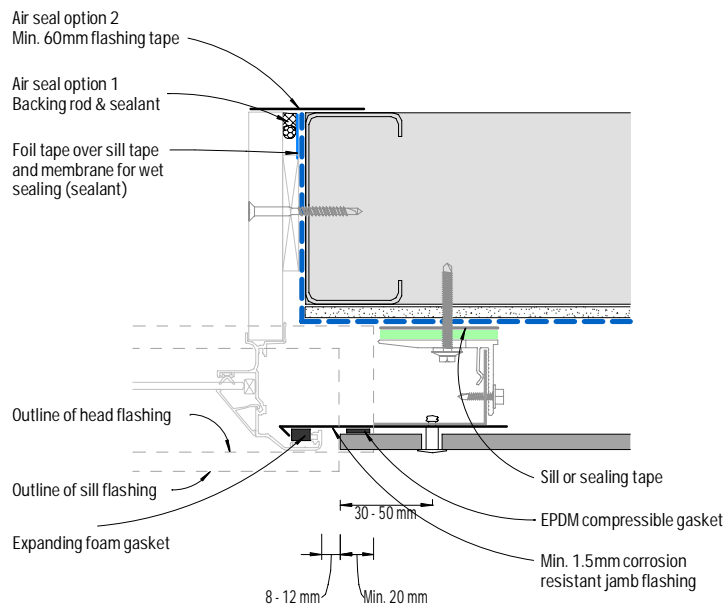 Air seal option 2
Min. 60mm flashing tape
Air seal option 1
Backing rod & sealant
Foil tape over sill tape
and membrane for wet
sealing (sealant)
Outline of head flashing
Outline of sill flashing
Expanding foam gasket
30 - 50 mm
8 - 12 mm
Min. 20 mm
Sill or sealing tape
EPDM compressible gasket
Min. 1.5mm corrosion
resistant jamb flashing